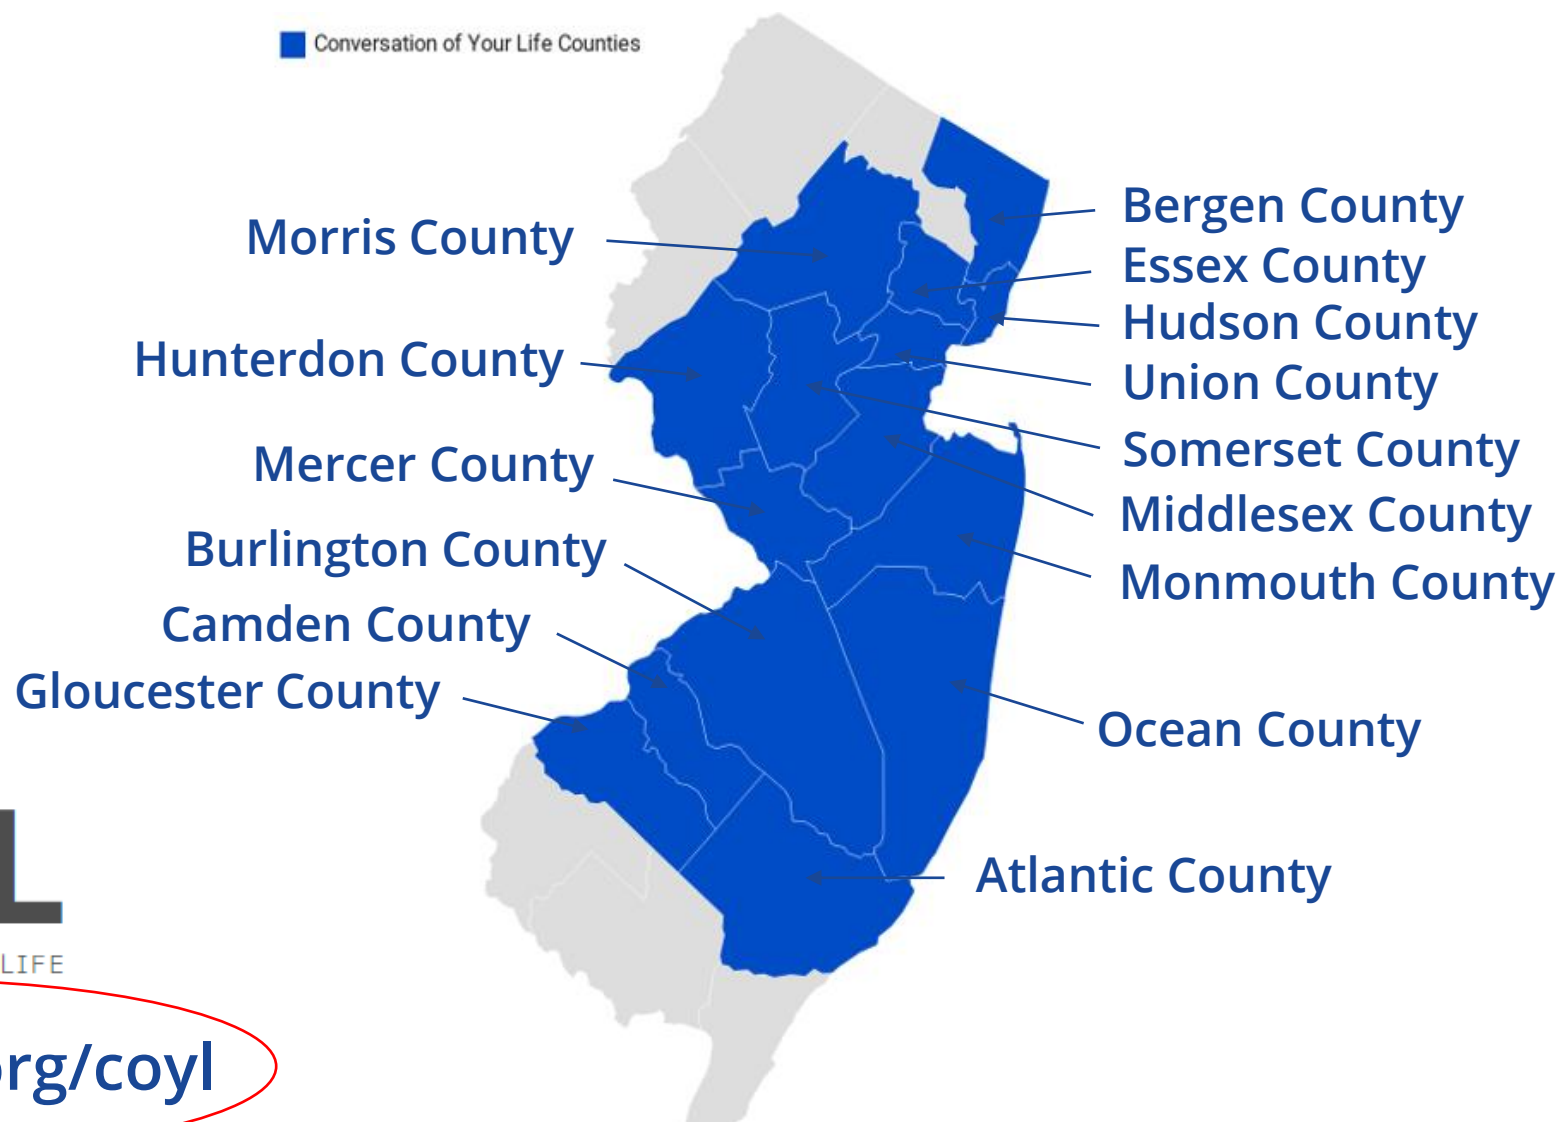 Conversation of Your Life Counties
Morris County
Hunterdon County
Mercer County
Burlington County
Camden County
Gloucester County
Bergen County
Essex County
Hudson County
Union County
Somerset County
Middlesex County
Monmouth County
Ocean County
Atlantic County
L
LIFE
org/coyl